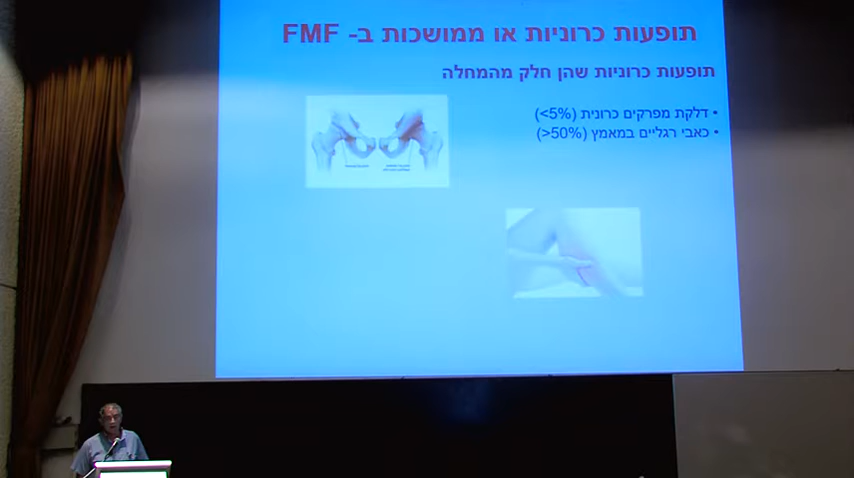 תופעות כרוניות או ממושכות ב- FMF
תופעות כרוניות שהן חלק מהמחלה
• דלקת מפרקים כרונית (<5%)
• כאבי רגליים במאמץ (>50%)